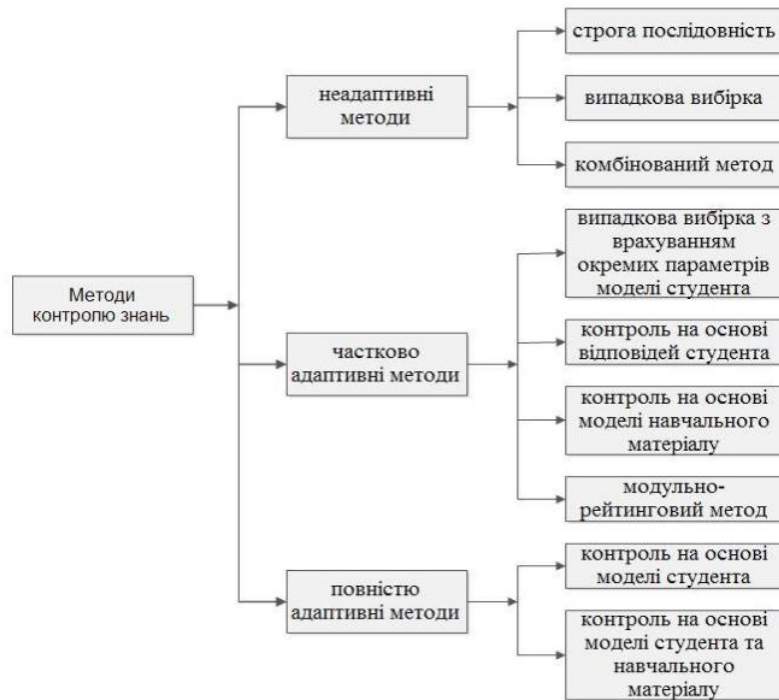 Методи
контролю знань
неадаптивні
методи
строга послідовність
випадкова вибірка
комбінований метод
частково
адаптивні методи
випадкова вибірка з
врахуванням
окремих параметрів
моделі студента
контроль на основі
відповідей студента
контроль на основі
моделі навчального
матеріалу
модульно-
рейтинговий метод
повністю
адаптивні методи
контроль на основі
моделі студента
контроль на основі
моделі студента та
навчального
матеріалу